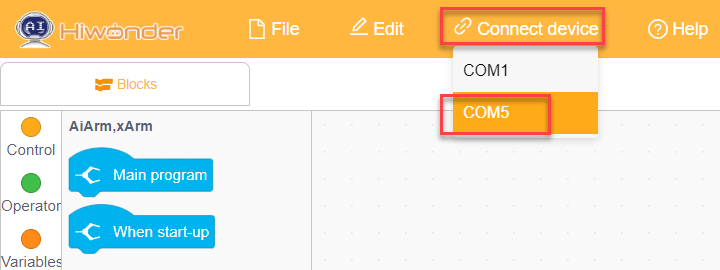 AI Hiwonder File Edit Connect device Help
COM1
COM5
Blocks
AiArm,xArm
Control
Main program
Operator
When start-up
Variables